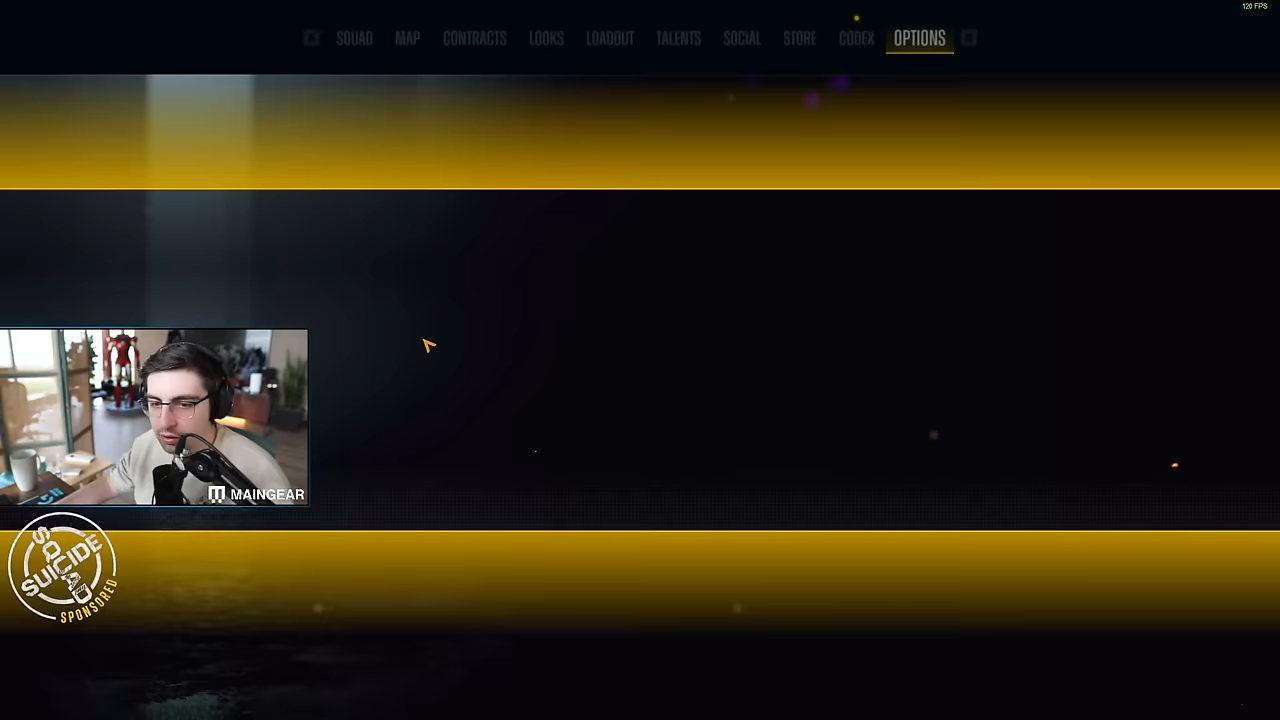 120 FPS
SQUAD MAP CONTRACTS LOOKS LOADOUT TALENTS SOCIAL STORE CODEX OPTIONS
MAINGEAR
SUICIDE
SQUAD
SPONSORED